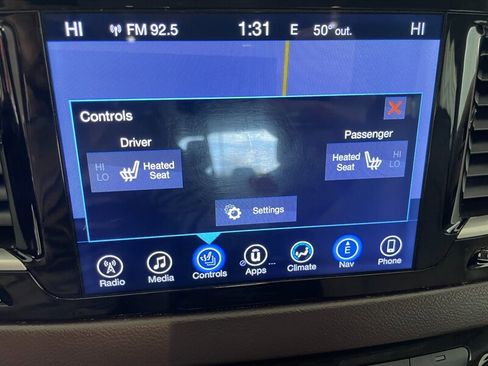 HI FM 92.5 1:31 E 50° out. HI
Controls
Driver
Passenger
HI
LO
Heated
Seat
Heated
Seat
HI
LO
Settings
Radio
Media
Controls
Apps
Climate
E
Nav
Phone